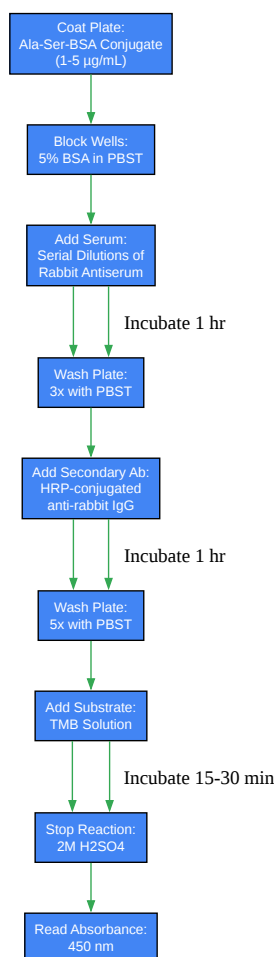 Coat Plate:
Ala-Ser-BSA Conjugate
(1-5 µg/mL)
Block Wells:
5% BSA in PBST
Add Serum:
Serial Dilutions of
Rabbit Antiserum
Incubate 1 hr
Wash Plate:
3x with PBST
Add Secondary Ab:
HRP-conjugated
anti-rabbit IgG
Incubate 1 hr
Wash Plate:
5x with PBST
Add Substrate:
TMB Solution
Incubate 15-30 min
Stop Reaction:
2M H2SO4
Read Absorbance:
450 nm